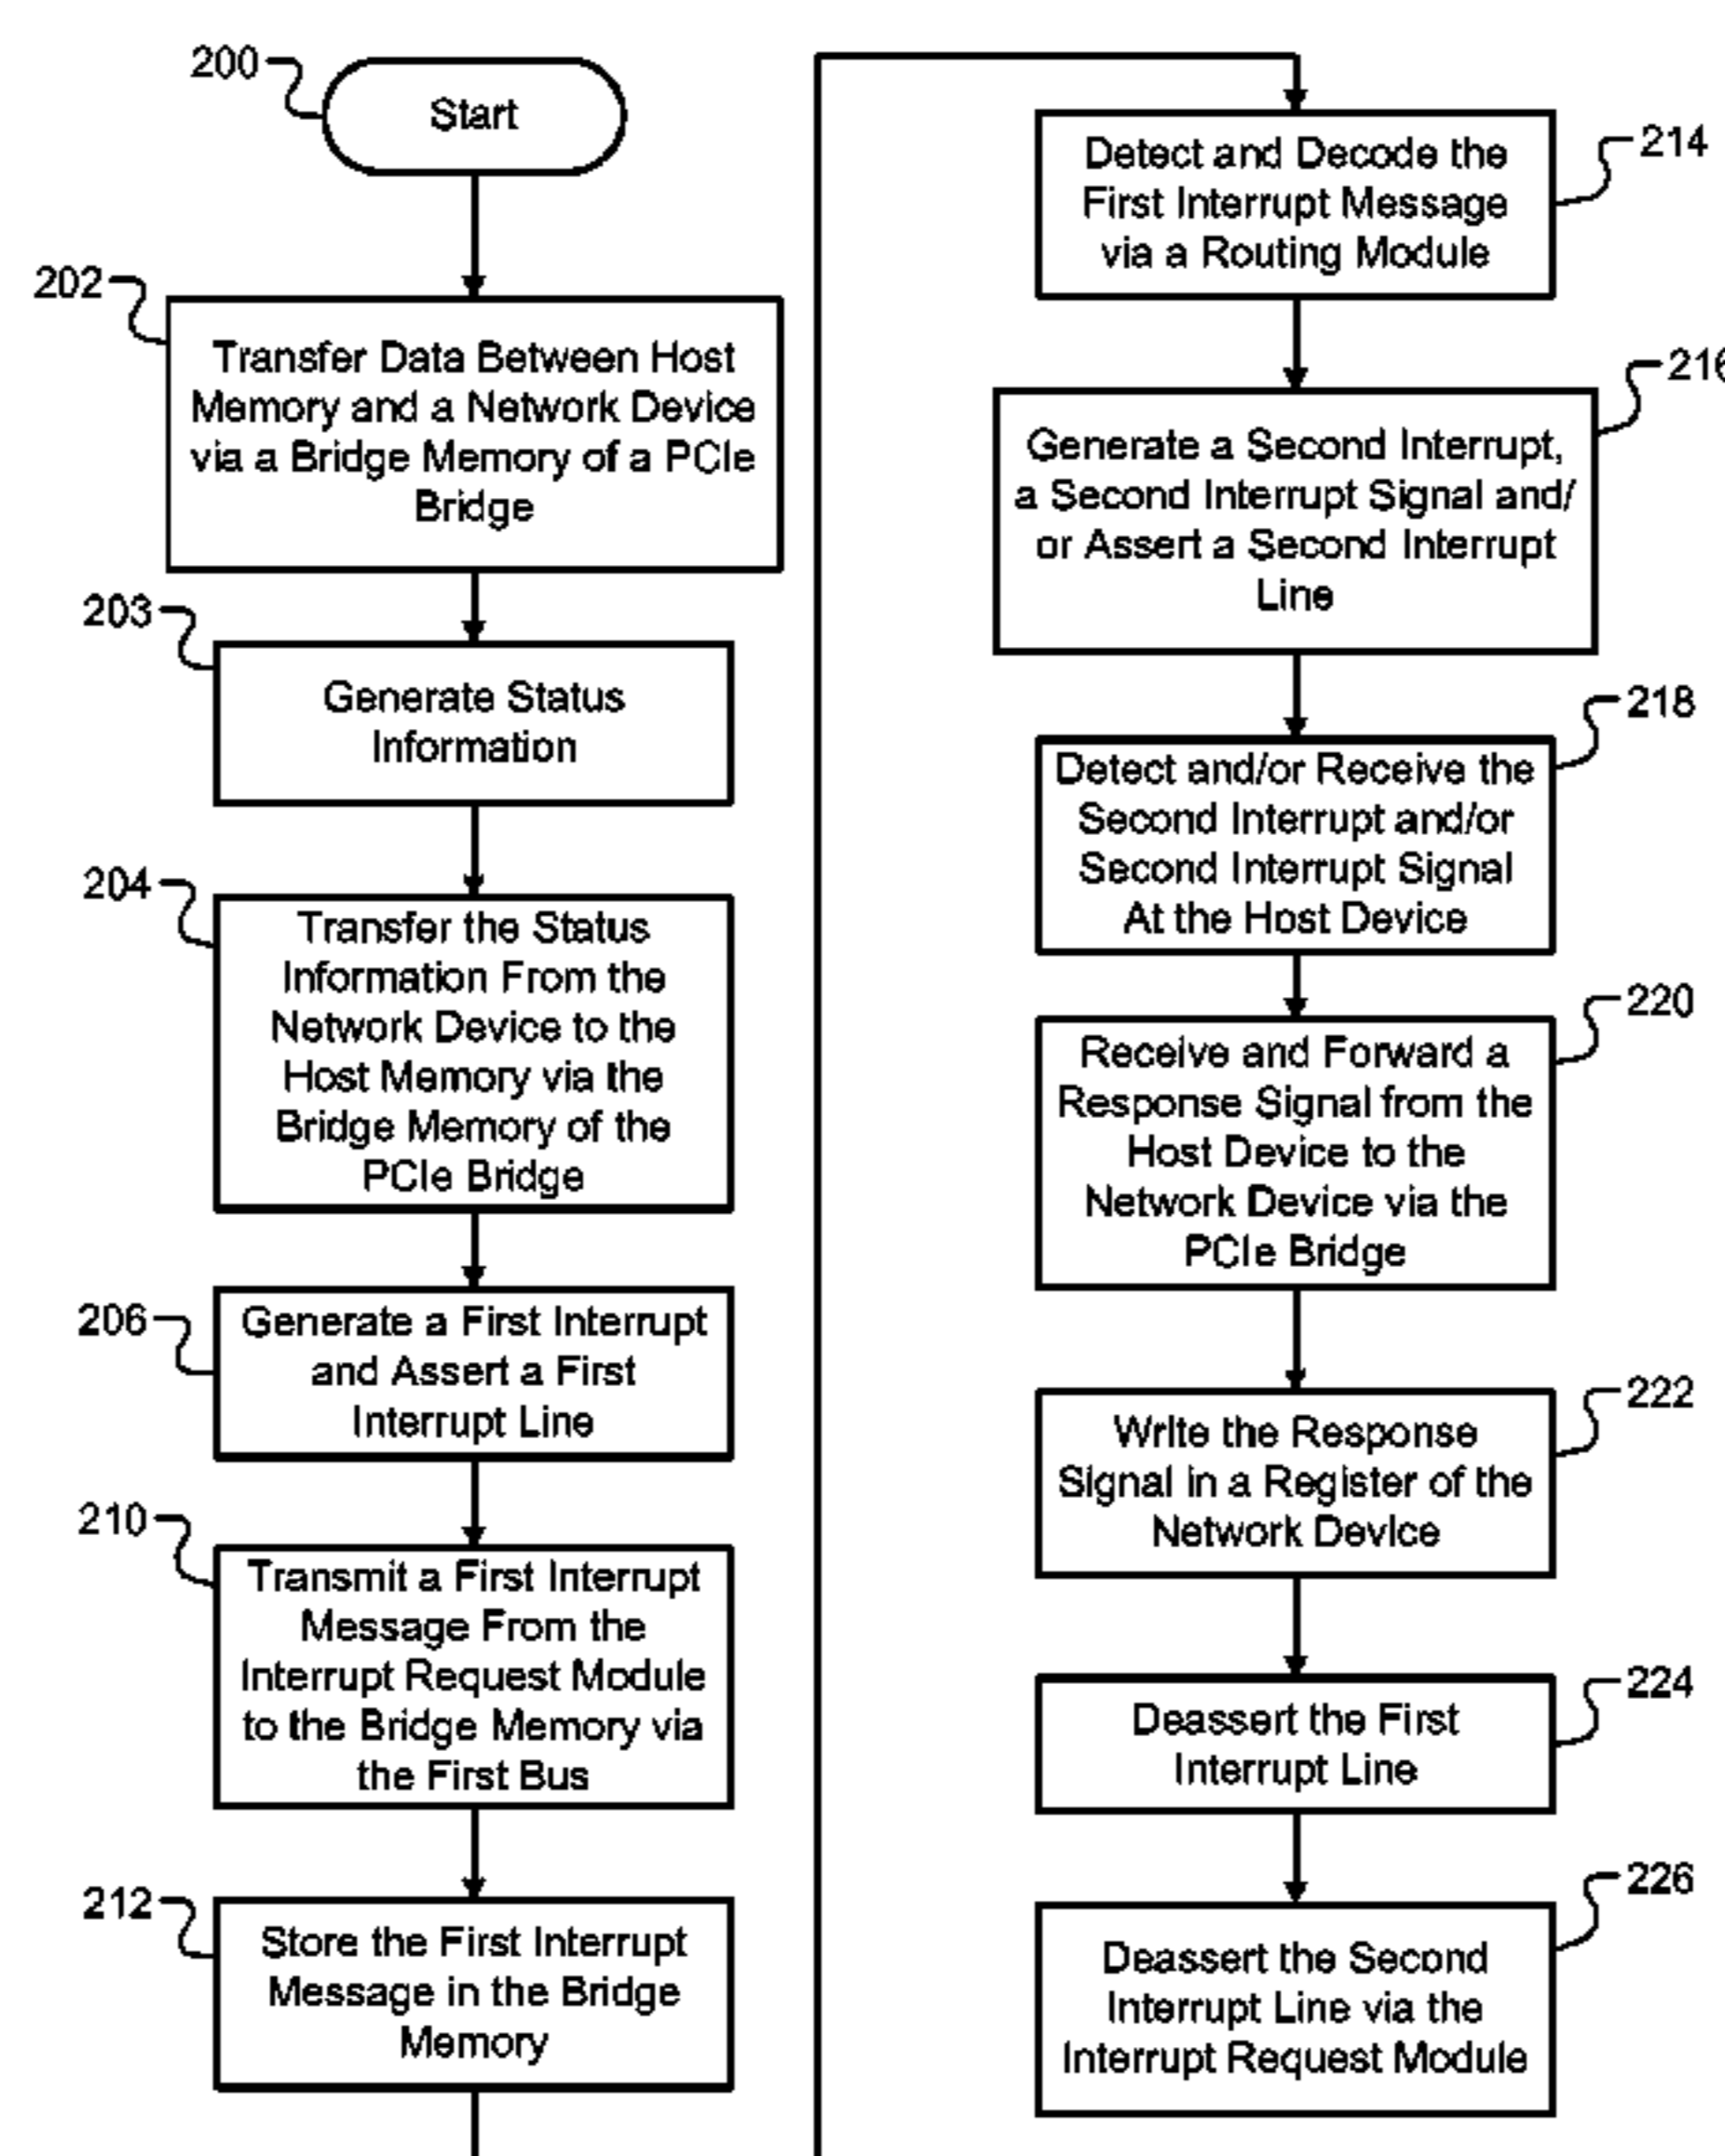 200
Start
202
Transfer Data Between Host
Memory and a Network Device
via a Bridge Memory of a PCIe
Bridge
203
Generate Status
Information
204
Transfer the Status
Information From the
Network Device to the
Host Memory via the
Bridge Memory of the
PCIe Bridge
206
Generate a First Interrupt
and Assert a First
Interrupt Line
210
Transmit a First Interrupt
Message From the
Interrupt Request Module
to the Bridge Memory via
the First Bus
212
Store the First Interrupt
Message in the Bridge
Memory
214
Detect and Decode the
First Interrupt Message
via a Routing Module
216
Generate a Second Interrupt,
a Second Interrupt Signal and/
or Assert a Second Interrupt
Line
218
Detect and/or Receive the
Second Interrupt and/or
Second Interrupt Signal
At the Host Device
220
Receive and Forward a
Response Signal from the
Host Device to the
Network Device via the
PCIe Bridge
222
Write the Response
Signal in a Register of the
Network Device
224
Deassert the First
Interrupt Line
226
Deassert the Second
Interrupt Line via the
Interrupt Request Module